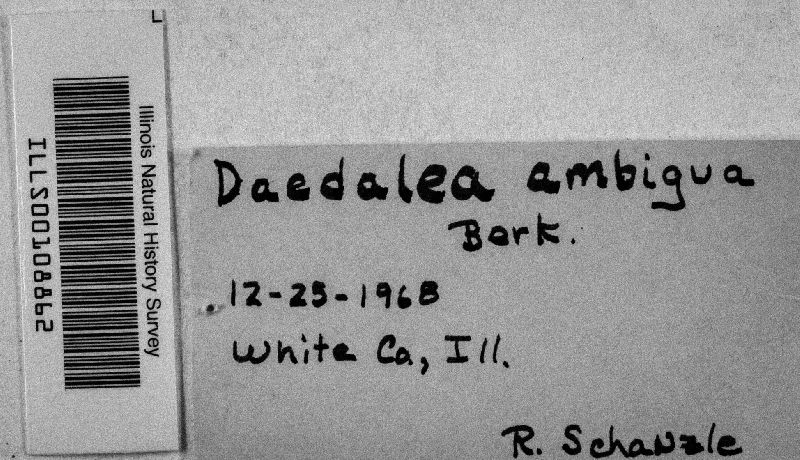 ILLS00108862
Illinois Natural History Survey
Daedalea ambigua
Berk.
12-25-1968
White Co, Ill.
R. Schanzle